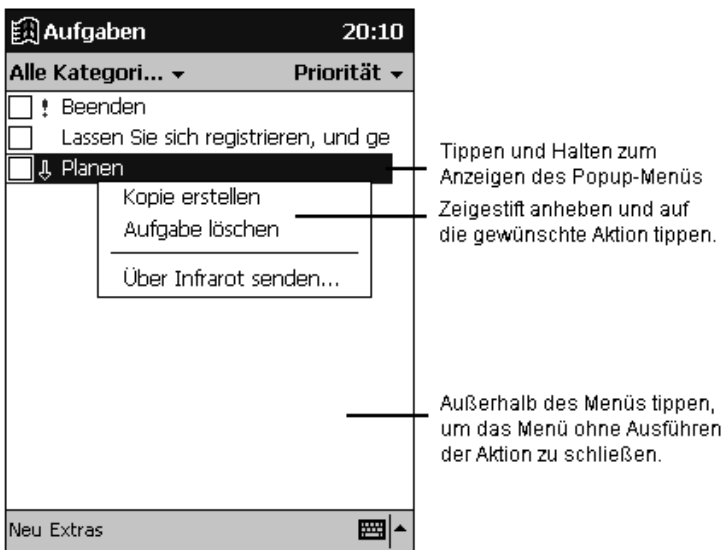 Aufgaben 20:10
Alle Kategori... Priorität
! Beenden
Lassen Sie sich registrieren, und ge
Planen
Kopie erstellen
Aufgabe löschen
Über Infrarot senden...
Tippen und Halten zum
Anzeigen des Popup-Menüs
Zeigestift anheben und auf
die gewünschte Aktion tippen.
Außerhalb des Menüs tippen,
um das Menü ohne Ausführen
der Aktion zu schließen.
Neu Extras